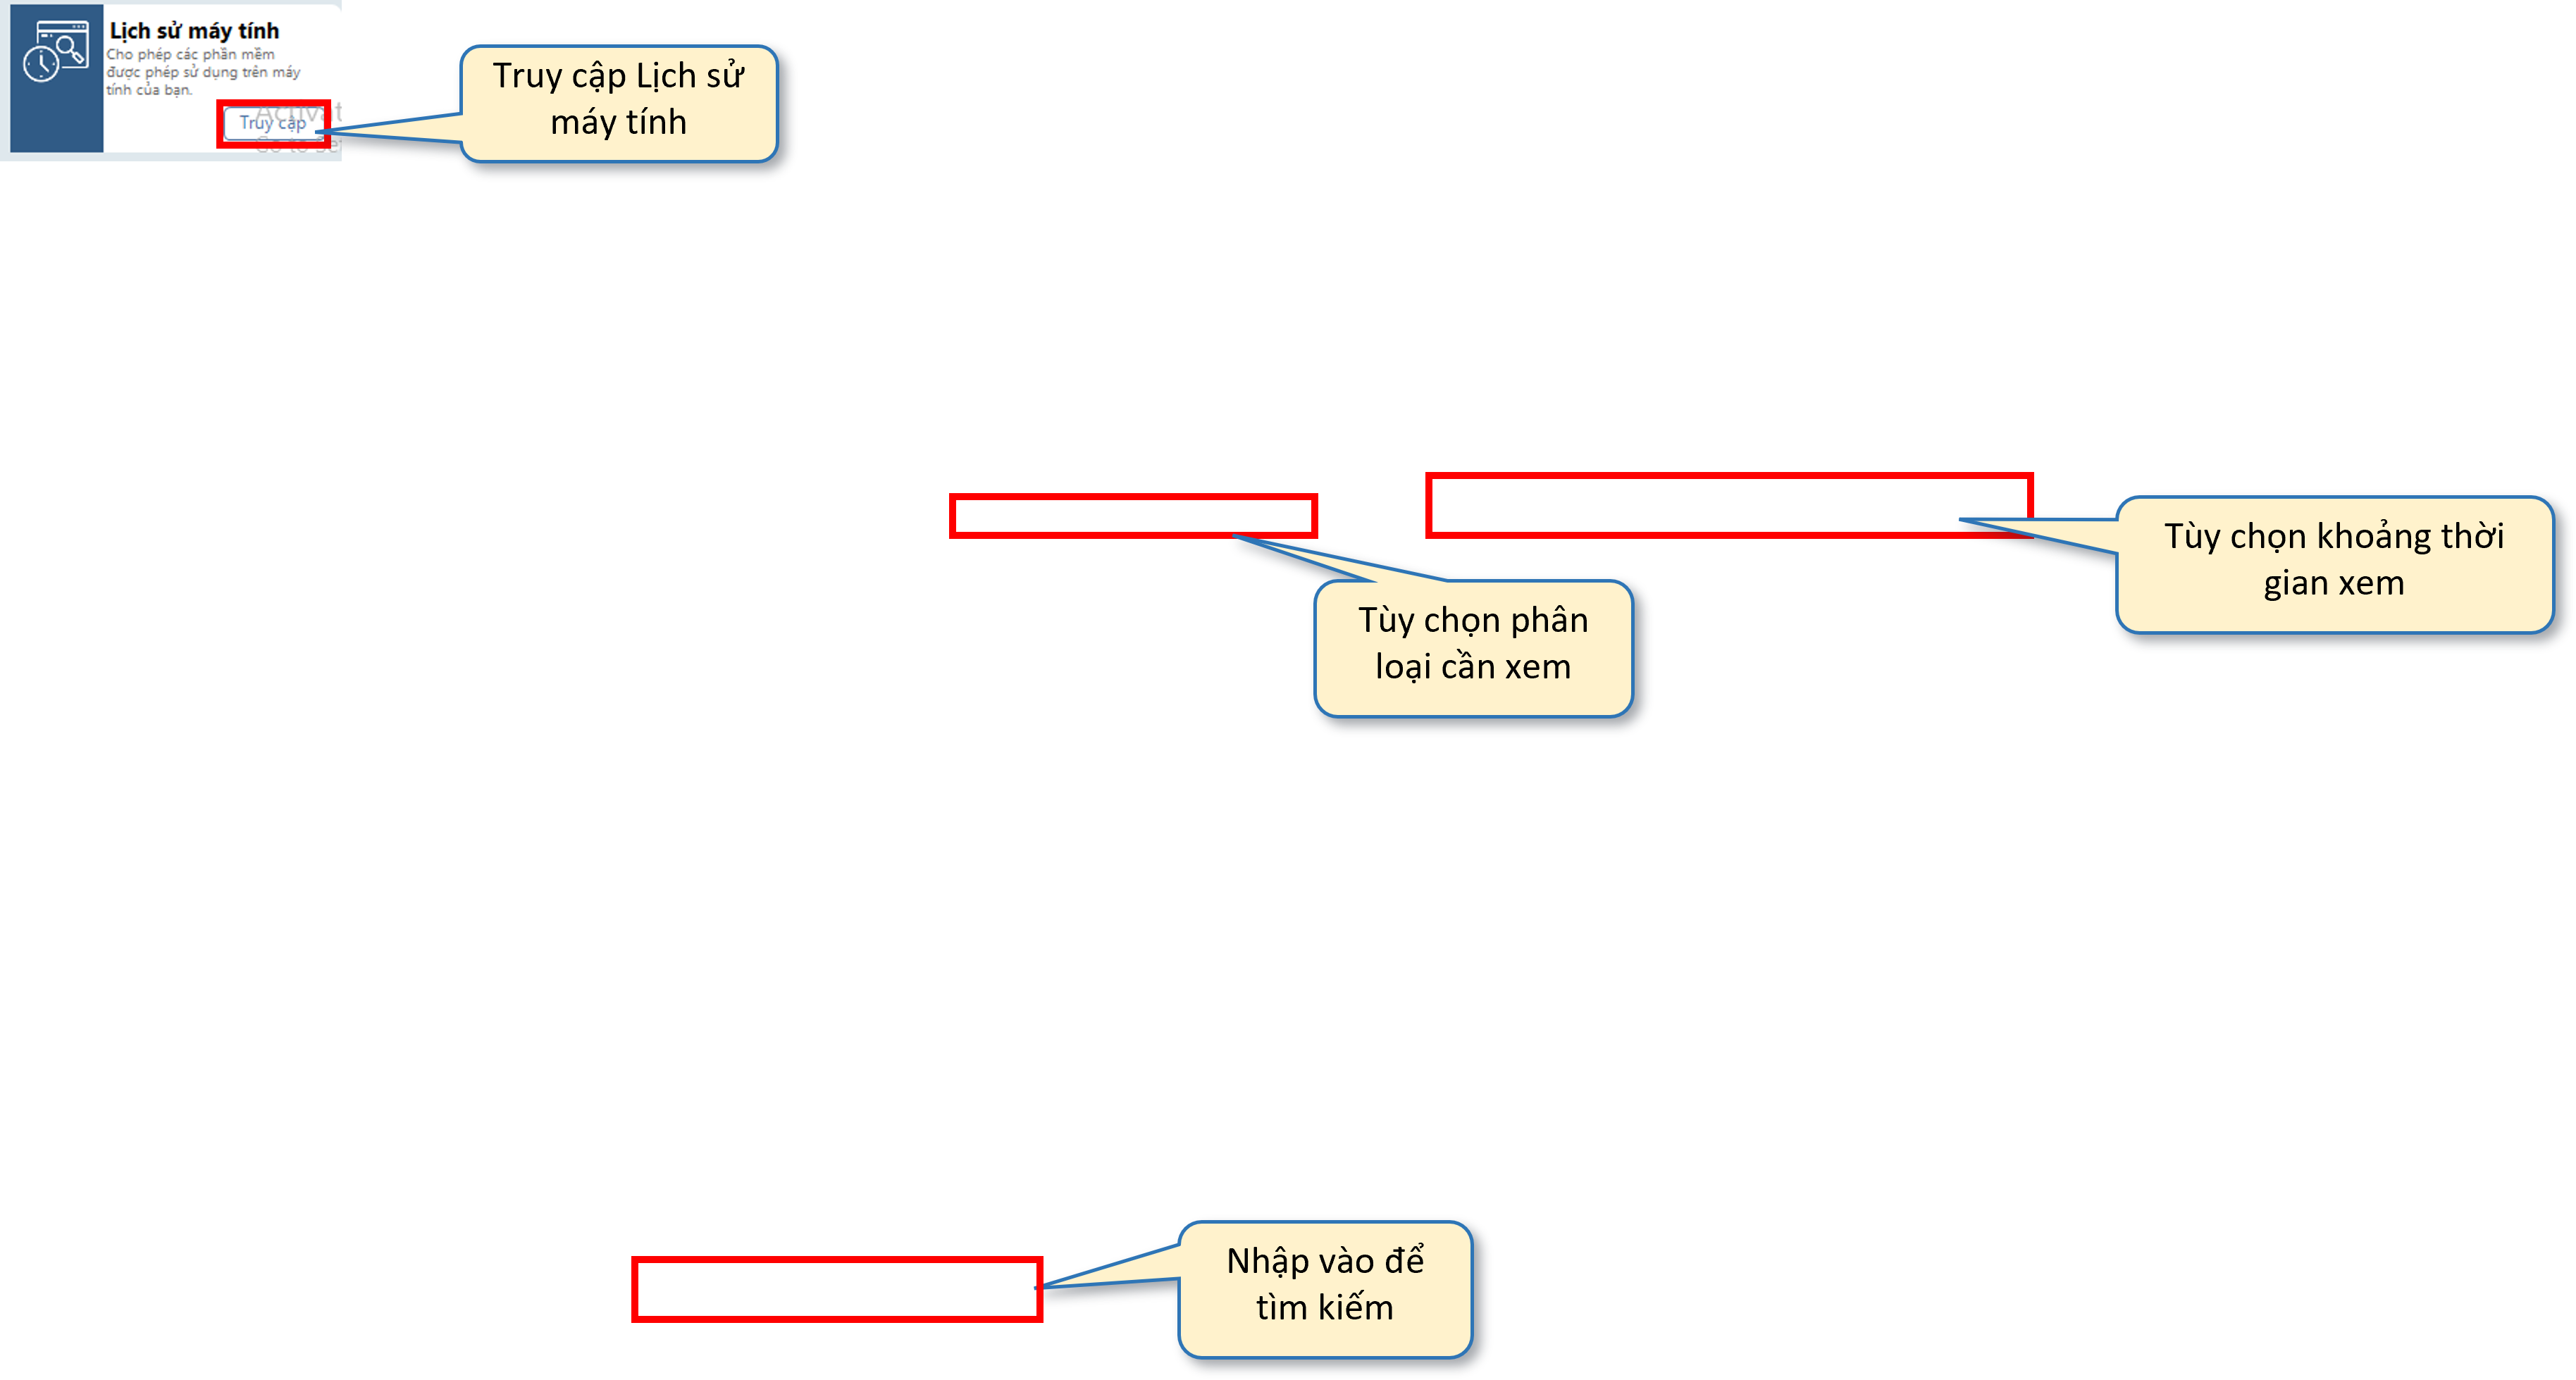 Lịch sử máy tính
Cho phép các phần mềm
được phép sử dụng trên máy
tính của bạn.
Truy cập
Truy cập Lịch sử
máy tính
Tùy chọn khoảng thời
gian xem
Tùy chọn phân
loại cần xem
Nhập vào để
tìm kiếm